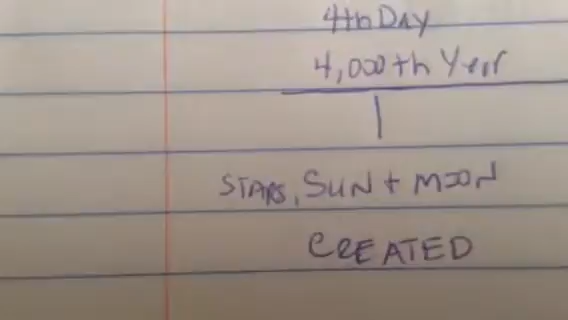 4th DAY
4,000th Year
STARS, SUN + MOON
CREATED